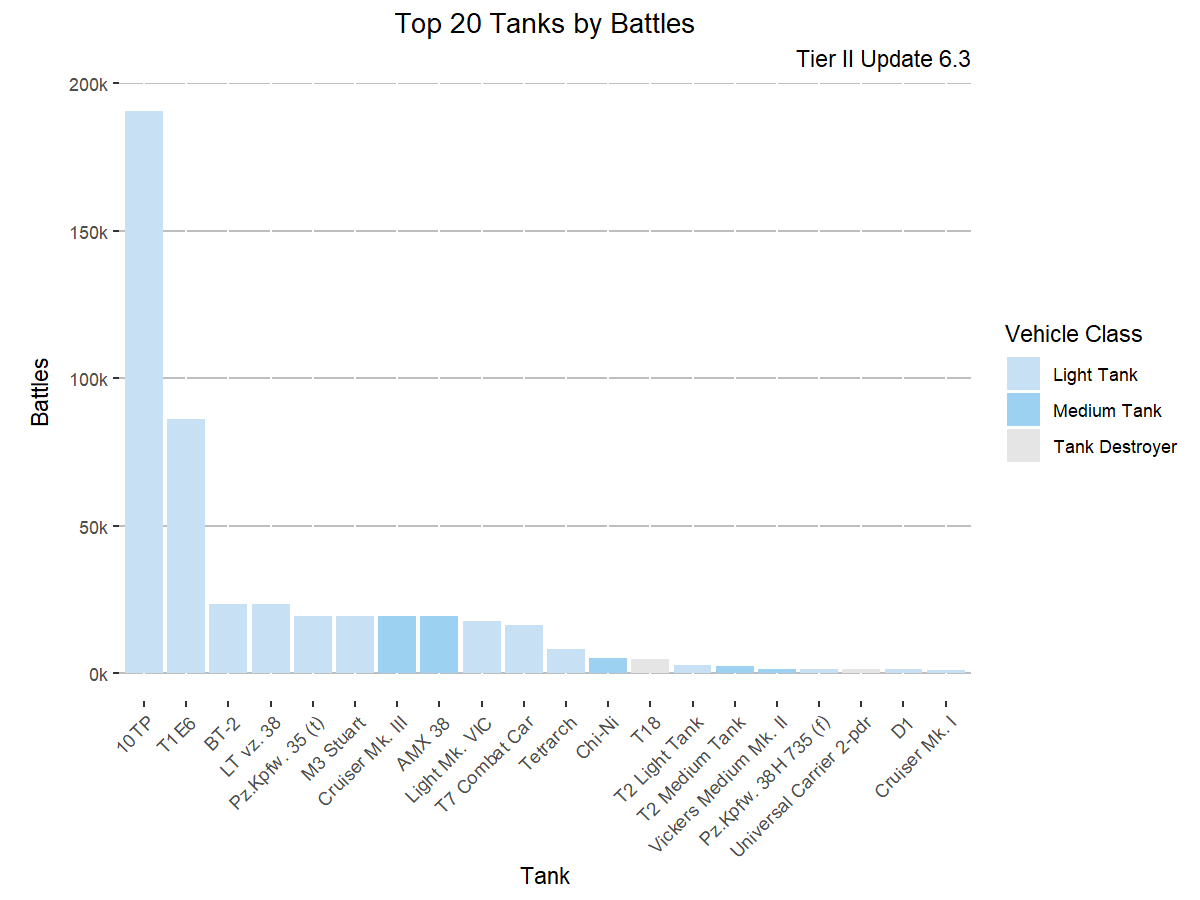 Top 20 Tanks by Battles
Tier II Update 6.3
200k
150k
100k
50k
0k
Battles
10TP
T1E6
BT-2
LT vz. 38
Pz.Kpfw. 35 (t)
M3 Stuart
Cruiser Mk. III
AMX 38
Light Mk. VIC
T7 Combat Car
Tetrarch
Chi-Ni
T18
T2 Light Tank
T2 Medium Tank
Vickers Medium Mk. II
Pz.Kpfw. 38 H 735 (f)
Universal Carrier 2-pdr
D1
Cruiser Mk. I
Tank
Vehicle Class
Light Tank
Medium Tank
Tank Destroyer